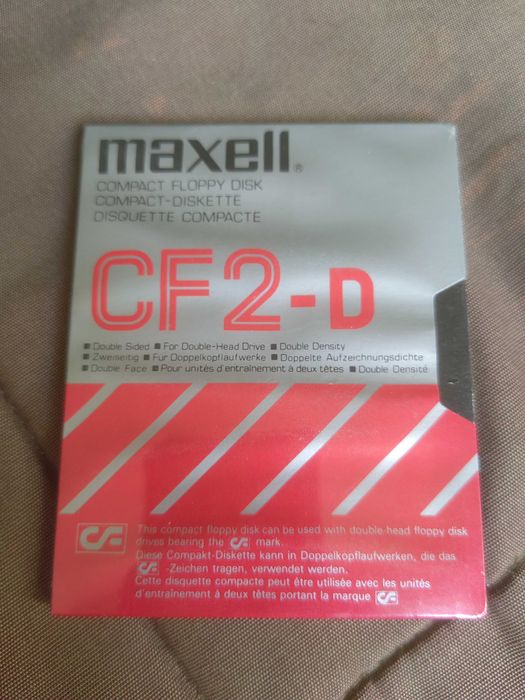 maxell®
COMPACT FLOPPY DISK
COMPACT-DISKETTE
DISQUETTE COMPACTE
CF2-D
■ Double Sided ■ For Double-Head Drive ■ Double Density
■ Zweiseitig ■ Für Doppelkopflaufwerke ■ Doppelte Aufzeichnungsdichte
■ Double Face ■ Pour unités d'entraînement à deux têtes ■ Double Densité
This compact floppy disk can be used with double-head floppy disk
drives bearing the CF mark.
Diese Compakt-Diskette kann in Doppelkopflaufwerken, die das
CF -Zeichen tragen, verwendet werden.
Cette disquette compacte peut être utilisée avec les unités
d'entraînement à deux têtes portant la marque CF